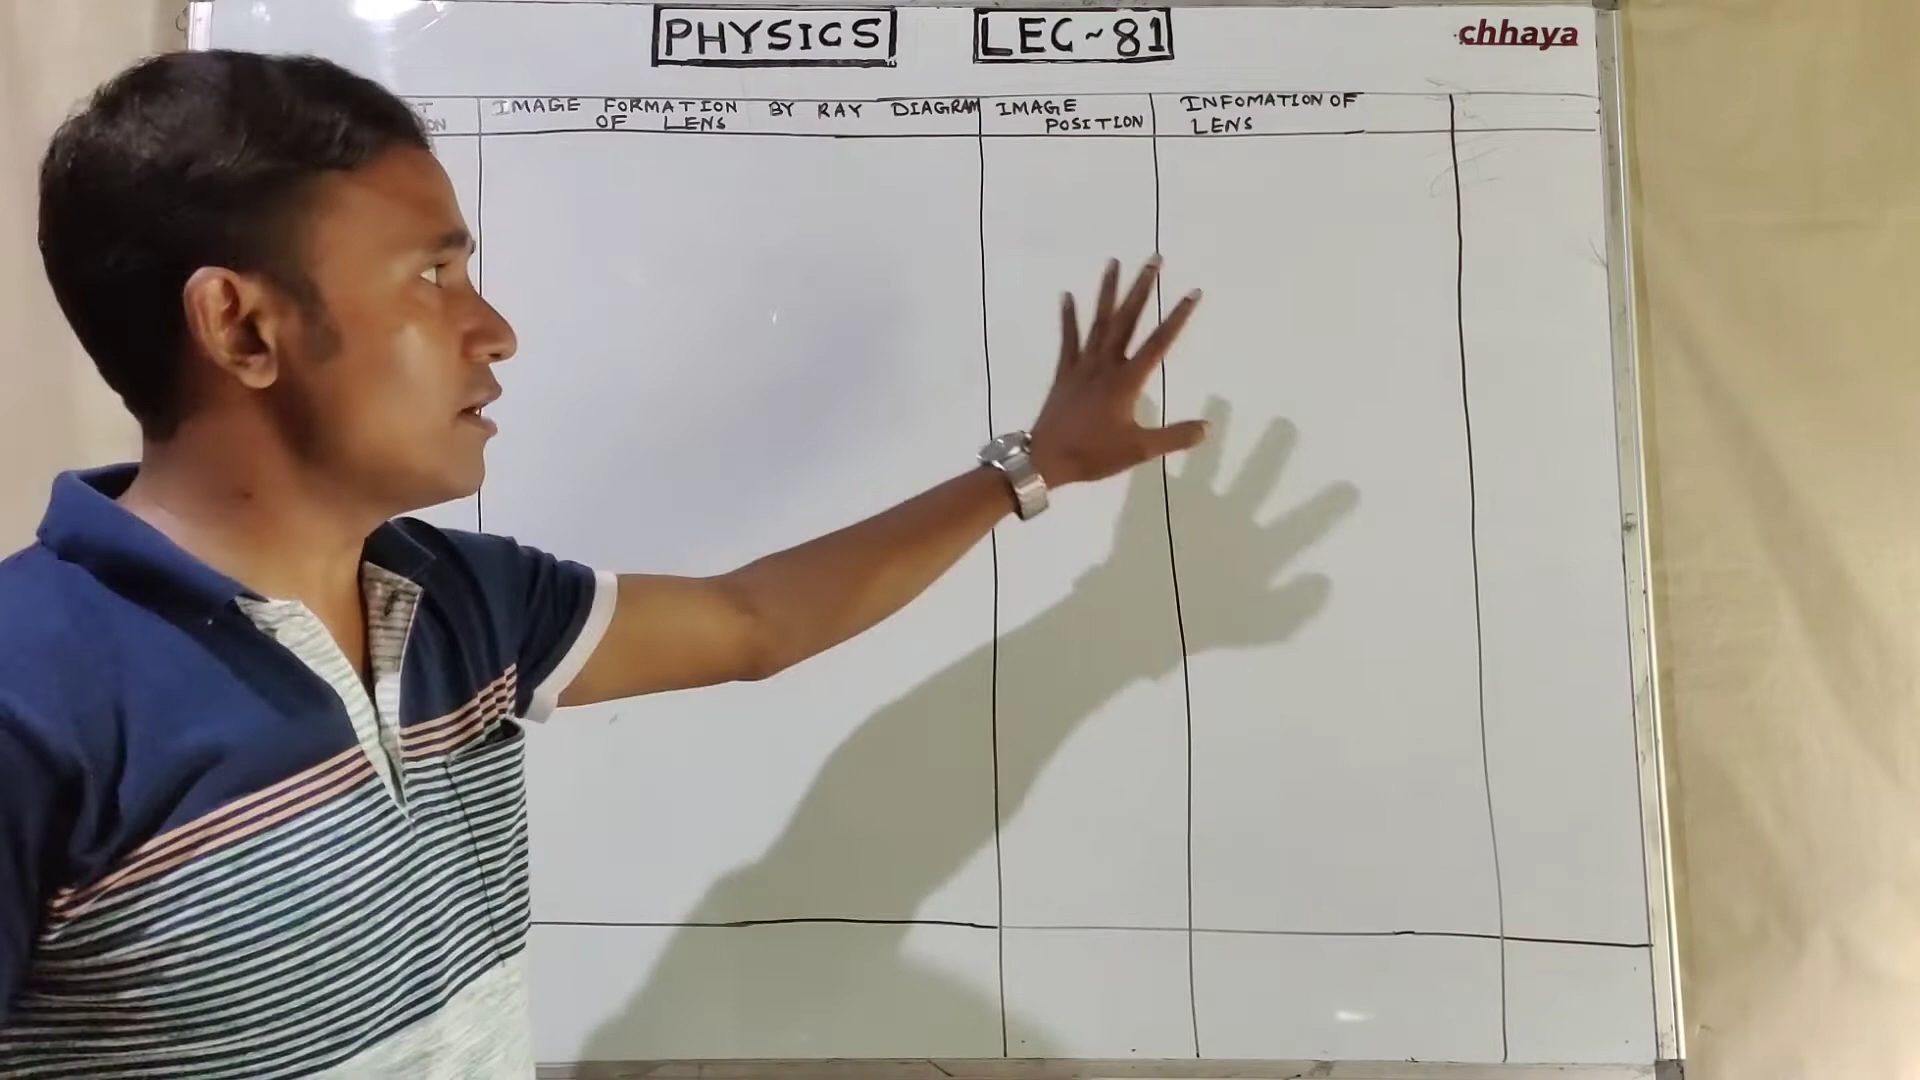 PHYSICS LEC~81
chhaya
IMAGE FORMATION BY RAY DIAGRAM
OF LENS
IMAGE
POSITION
INFOMATION OF
LENS